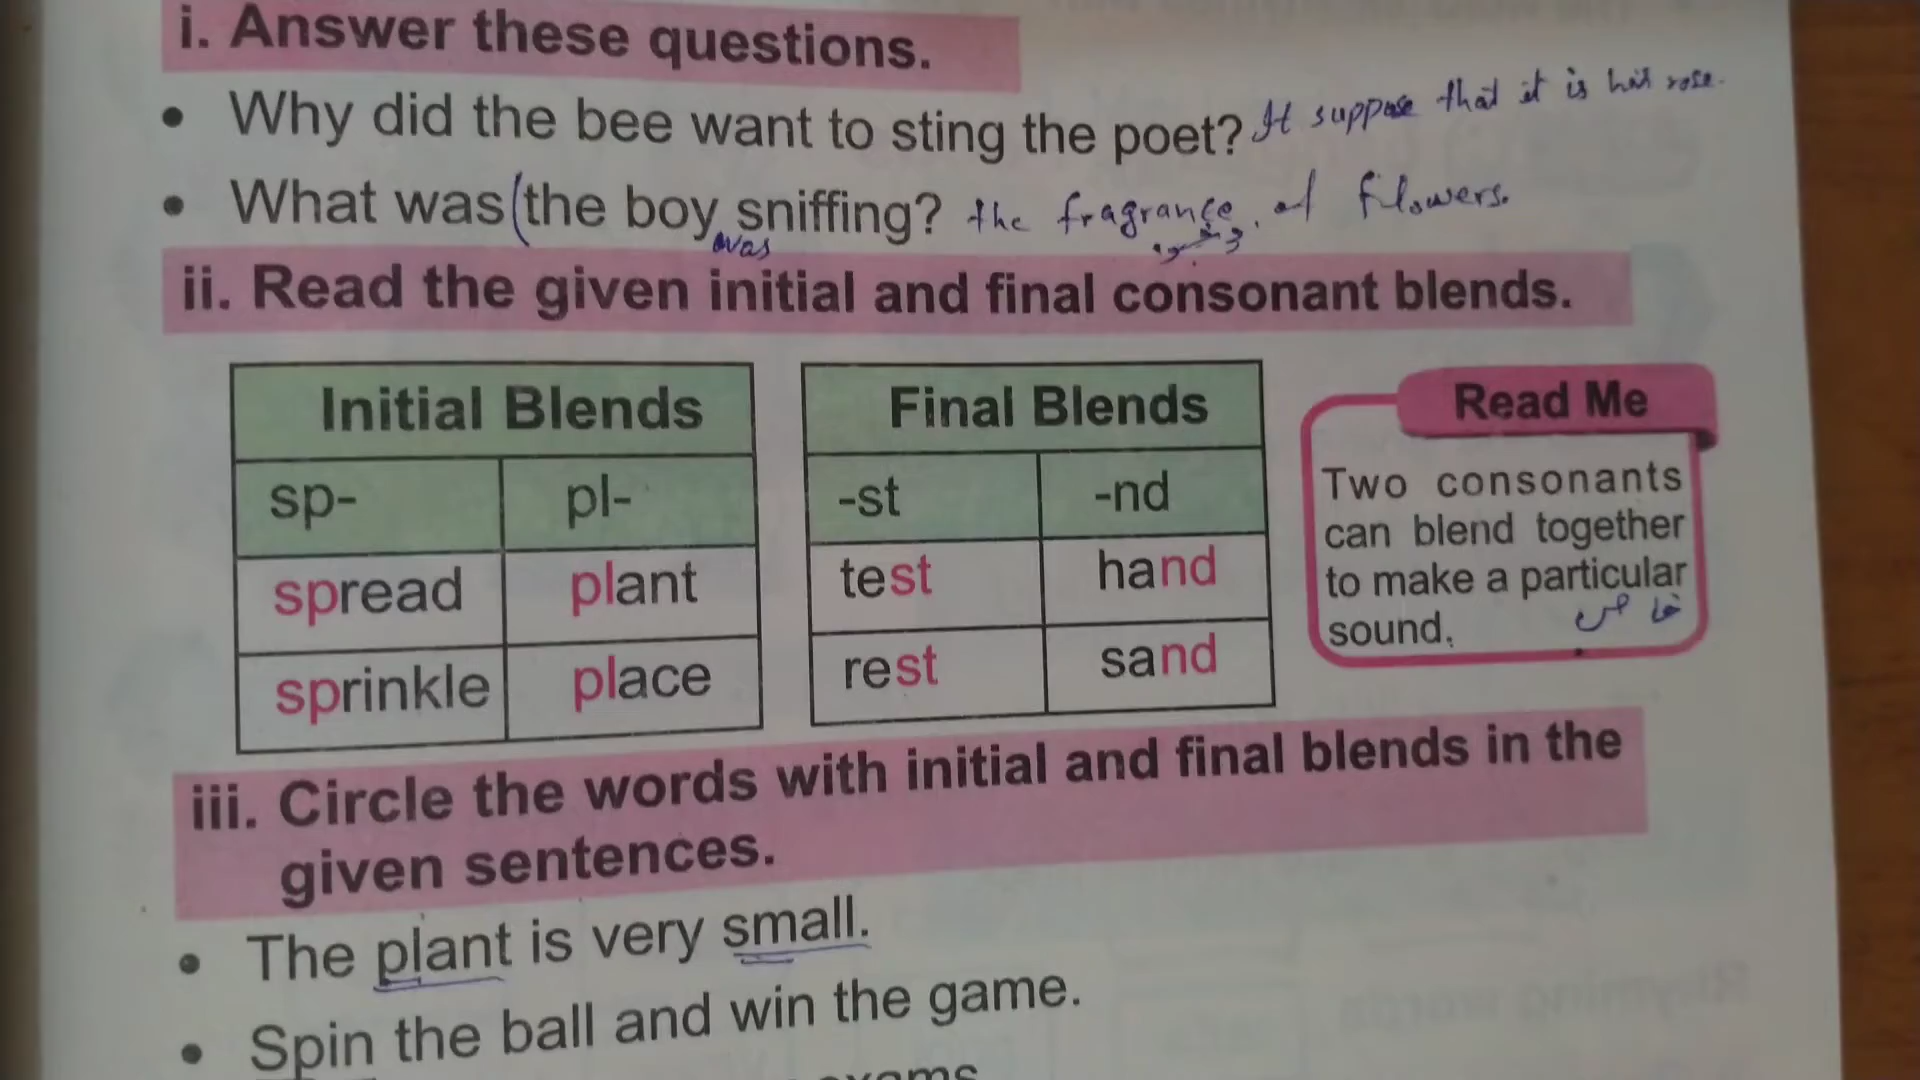 i. Answer these questions.
• Why did the bee want to sting the poet? It suppose that it is his rose.
• What was (the boy sniffing? the fragrance of flowers.
was
ii. Read the given initial and final consonant blends.
Initial Blends
sp- pl-
spread plant
sprinkle place
Final Blends
-st -nd
test hand
rest sand
Read Me
Two consonants
can blend together
to make a particular
خاص
sound.
iii. Circle the words with initial and final blends in the
given sentences.
• The plant is very small.
• Spin the ball and win the game.
exams